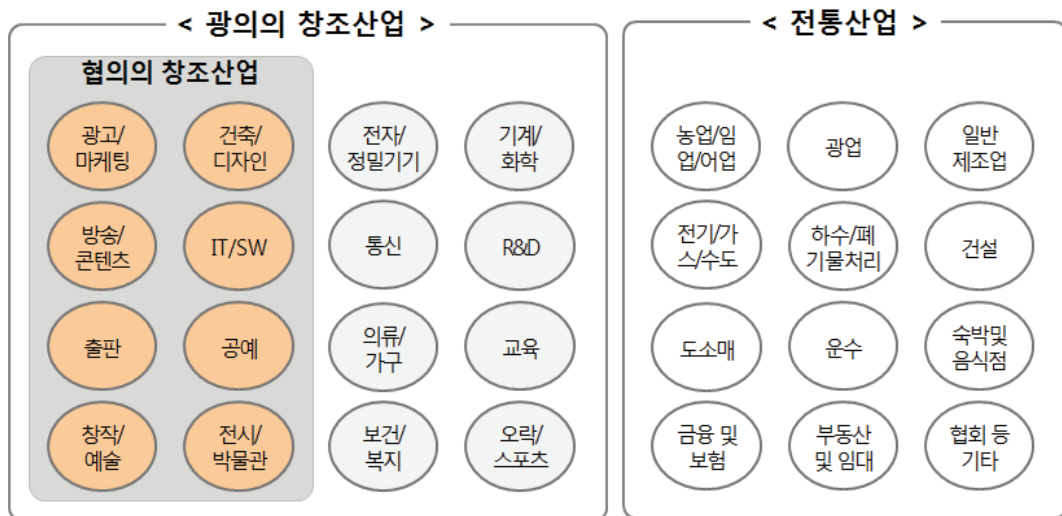 < 광의의 창조산업 >
협의의 창조산업
광고/
마케팅
건축/
디자인
전자/
정밀기기
기계/
화학
방송/
콘텐츠
IT/SW
통신
R&D
출판
공예
의류/
가구
교육
창작/
예술
전시/
박물관
보건/
복지
오락/
스포츠
< 전통산업 >
농업/임
업/어업
광업
일반
제조업
전기/가
스/수도
하수/폐
기물처리
건설
도소매
운수
숙박및
음식점
금융 및
보험
부동산
및 임대
협회 등
기타